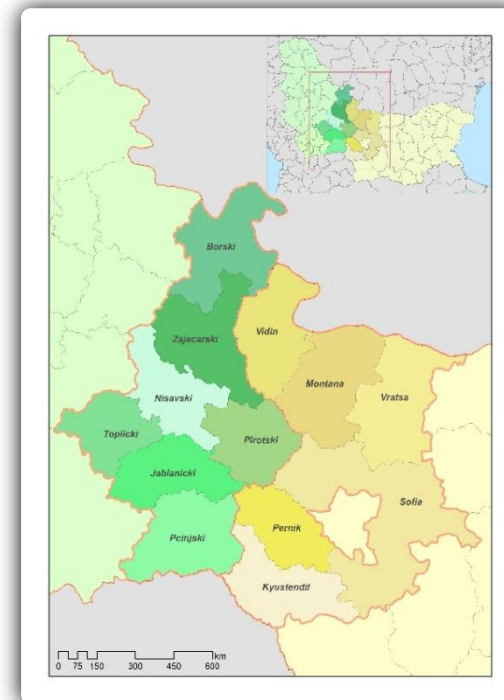 Borski
Zajecarski
Vidin
Montana
Nisavski
Vratsa
Toplicki
Pirotski
Jablanicki
Sofia
Pernik
Pcinjski
Kyustendil
km
0 75 150 300 450 600